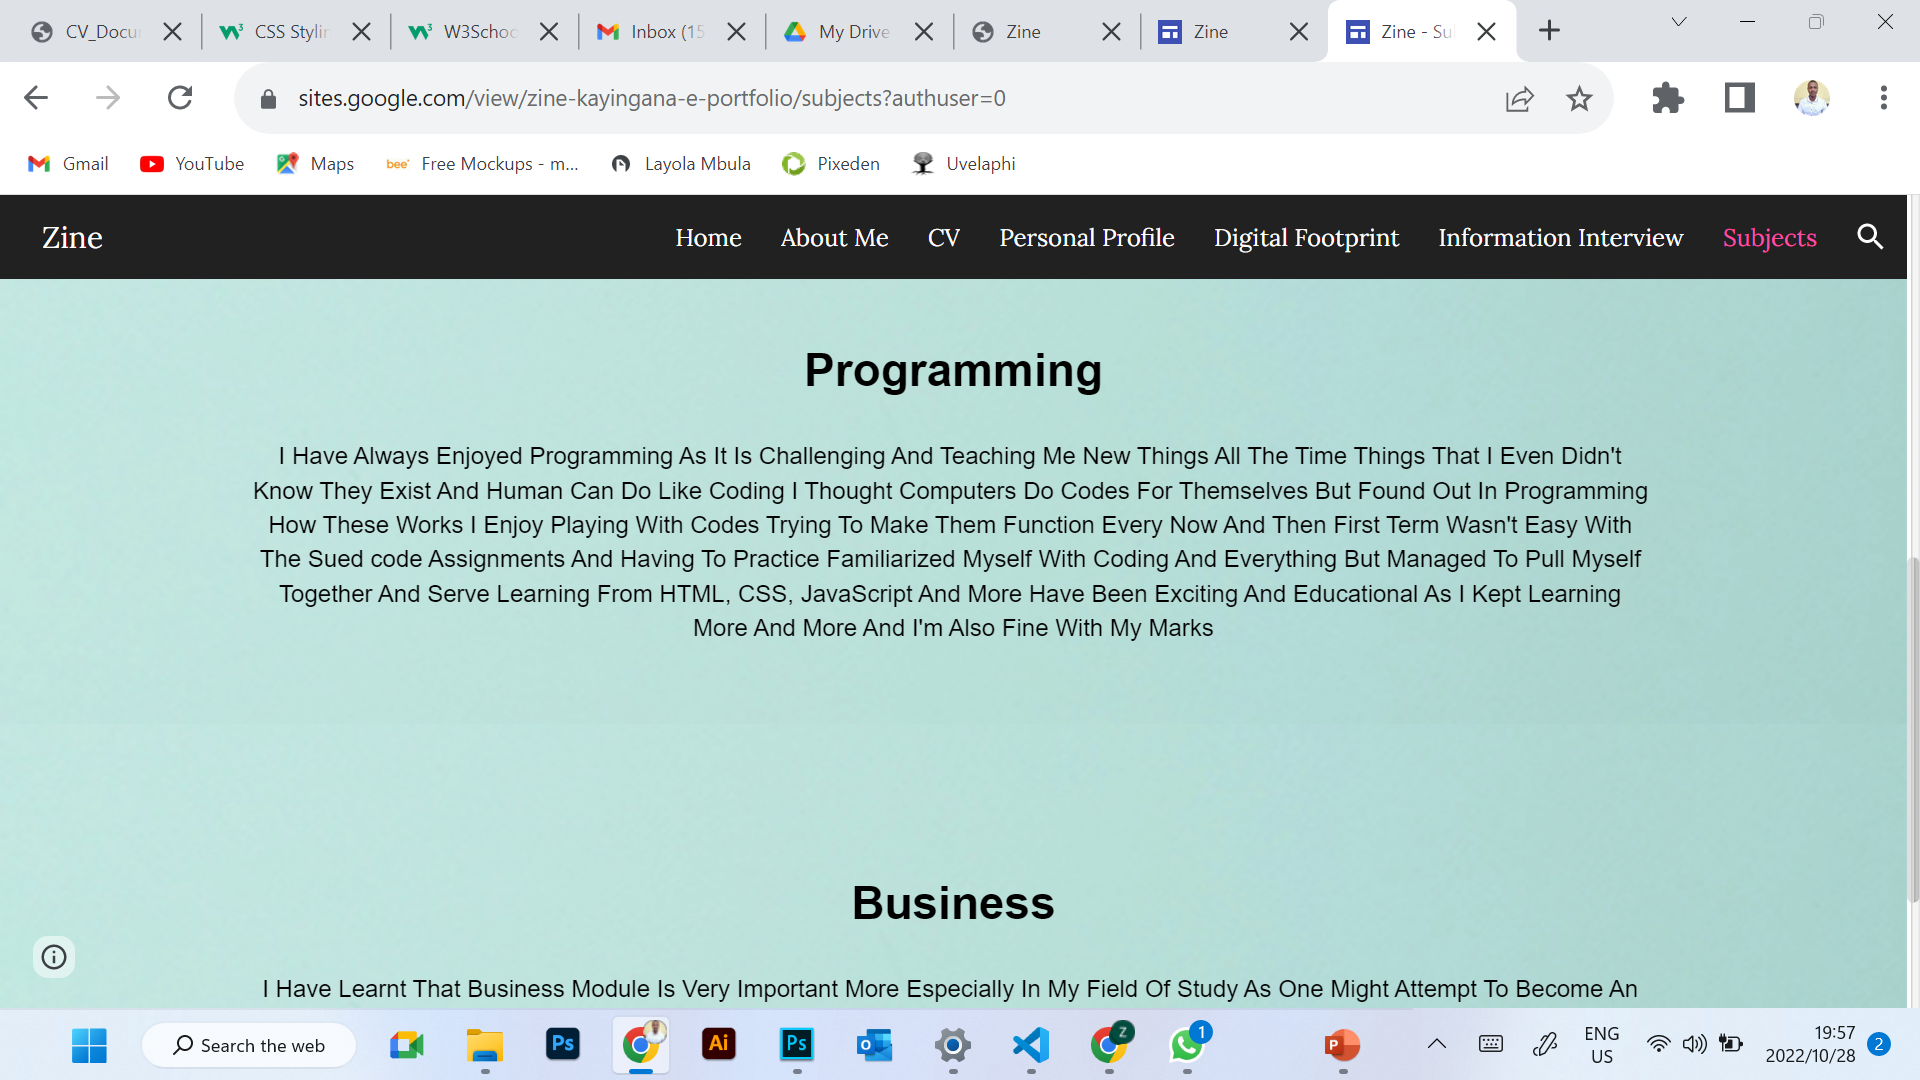 CV_Docu
CSS Stylin
W3Schoo
Inbox (15
My Drive
Zine
Zine
Zine - Su
sites.google.com/view/zine-kayingana-e-portfolio/subjects?authuser=0
Gmail
YouTube
Maps
bee
Free Mockups - m...
Layola Mbula
Pixeden
Uvelaphi
Zine
Home
About Me
CV
Personal Profile
Digital Footprint
Information Interview
Subjects
Programming
I Have Always Enjoyed Programming As It Is Challenging And Teaching Me New Things All The Time Things That I Even Didn't
Know They Exist And Human Can Do Like Coding I Thought Computers Do Codes For Themselves But Found Out In Programming
How These Works I Enjoy Playing With Codes Trying To Make Them Function Every Now And Then First Term Wasn't Easy With
The Sued code Assignments And Having To Practice Familiarized Myself With Coding And Everything But Managed To Pull Myself
Together And Serve Learning From HTML, CSS, JavaScript And More Have Been Exciting And Educational As I Kept Learning
More And More And I'm Also Fine With My Marks
Business
I Have Learnt That Business Module Is Very Important More Especially In My Field Of Study As One Might Attempt To Become An
Search the web
Ps
Ai
Ps
Z
1
P
ENG
US
19:57
2022/10/28
2